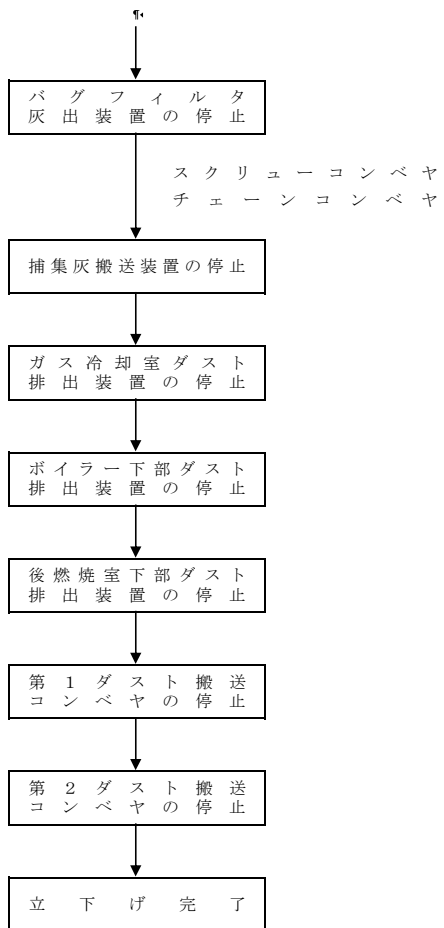 バグフィルタ
灰出装置の停止
スクリューコンベヤ
チェーンコンベヤ
捕集灰搬送装置の停止
ガス冷却室ダスト
排出装置の停止
ボイラー下部ダスト
排出装置の停止
後燃焼室下部ダスト
排出装置の停止
第1ダスト搬送
コンベヤの停止
第2ダスト搬送
コンベヤの停止
立下げ完了